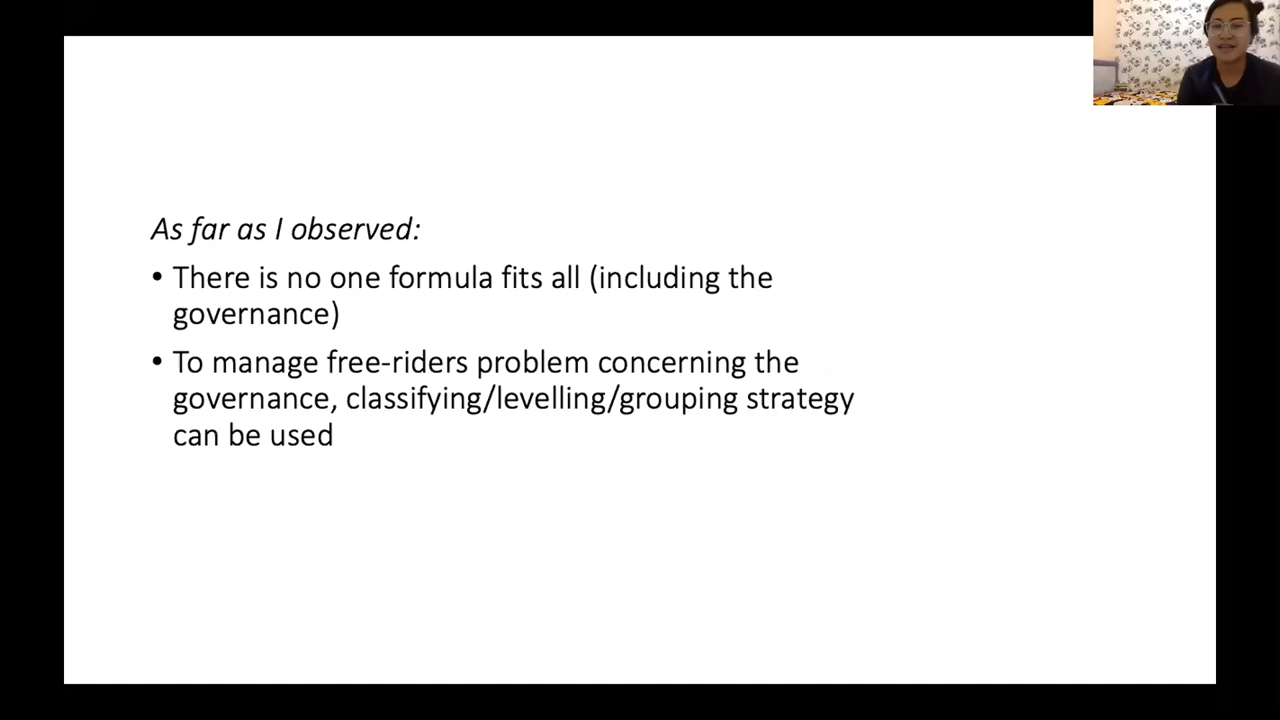 As far as I observed:
• There is no one formula fits all (including the
governance)
• To manage free-riders problem concerning the
governance, classifying/levelling/grouping strategy
can be used